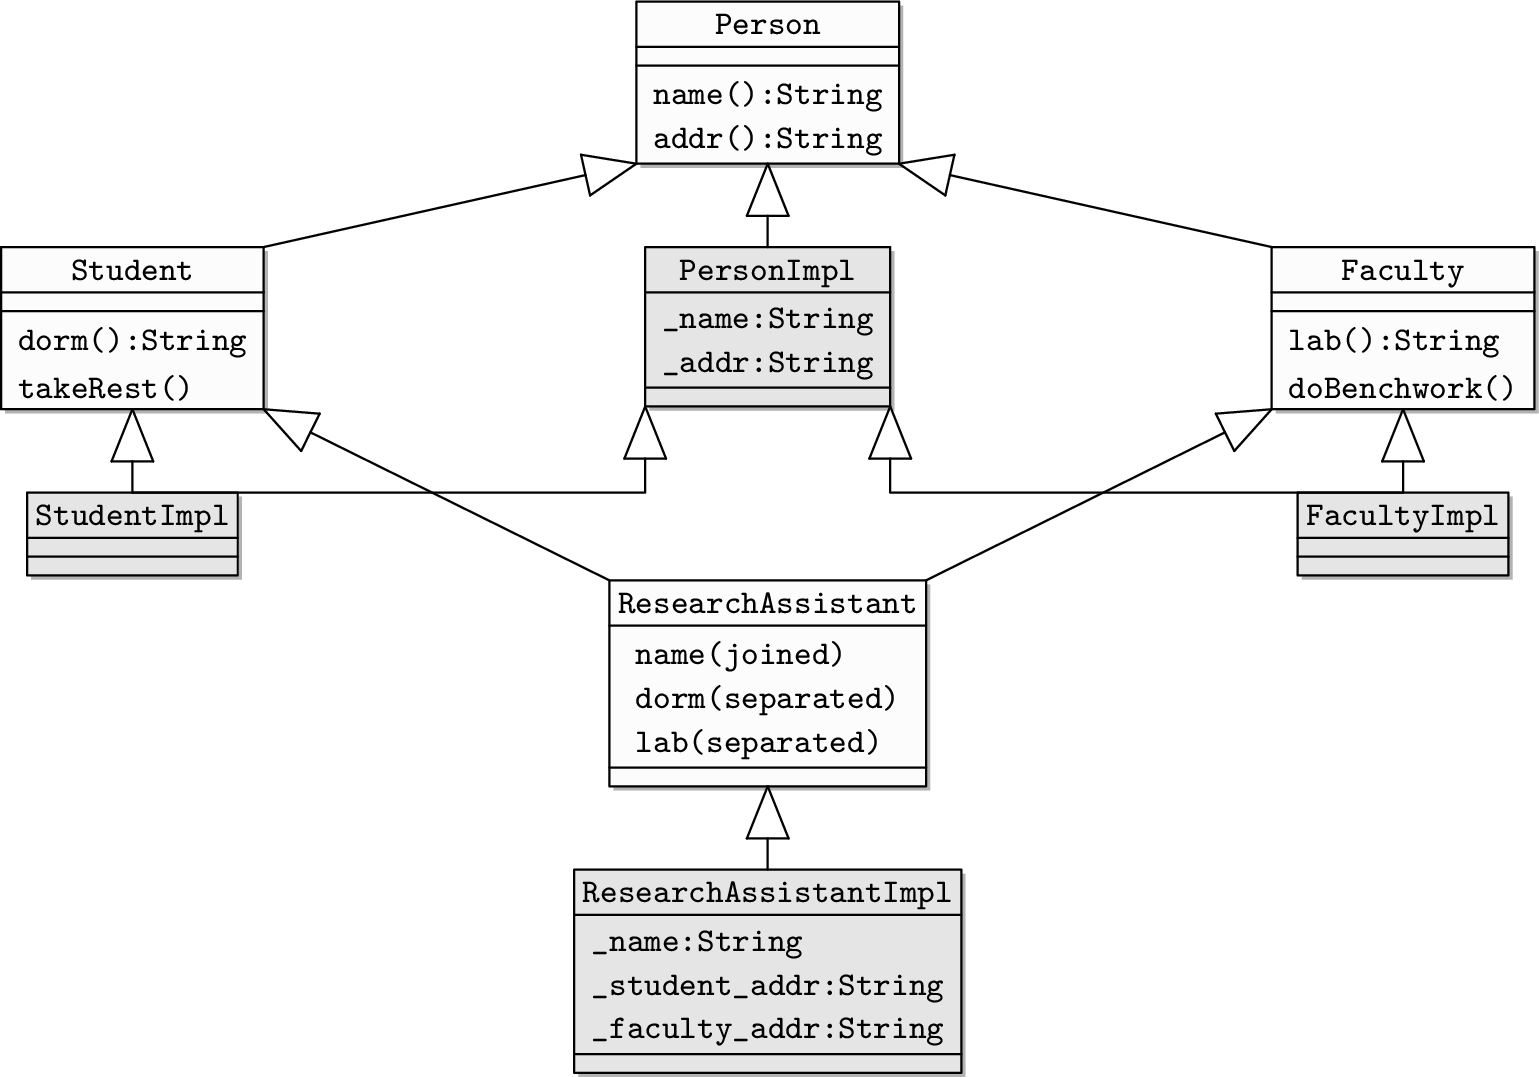 Person
name():String
addr():String
Student
dorm():String
takeRest()
PersonImpl
_name:String
_addr:String
Faculty
lab():String
doBenchwork()
StudentImpl
FacultyImpl
ResearchAssistant
name(joined)
dorm(separated)
lab(separated)
ResearchAssistantImpl
_name:String
_student_addr:String
_faculty_addr:String